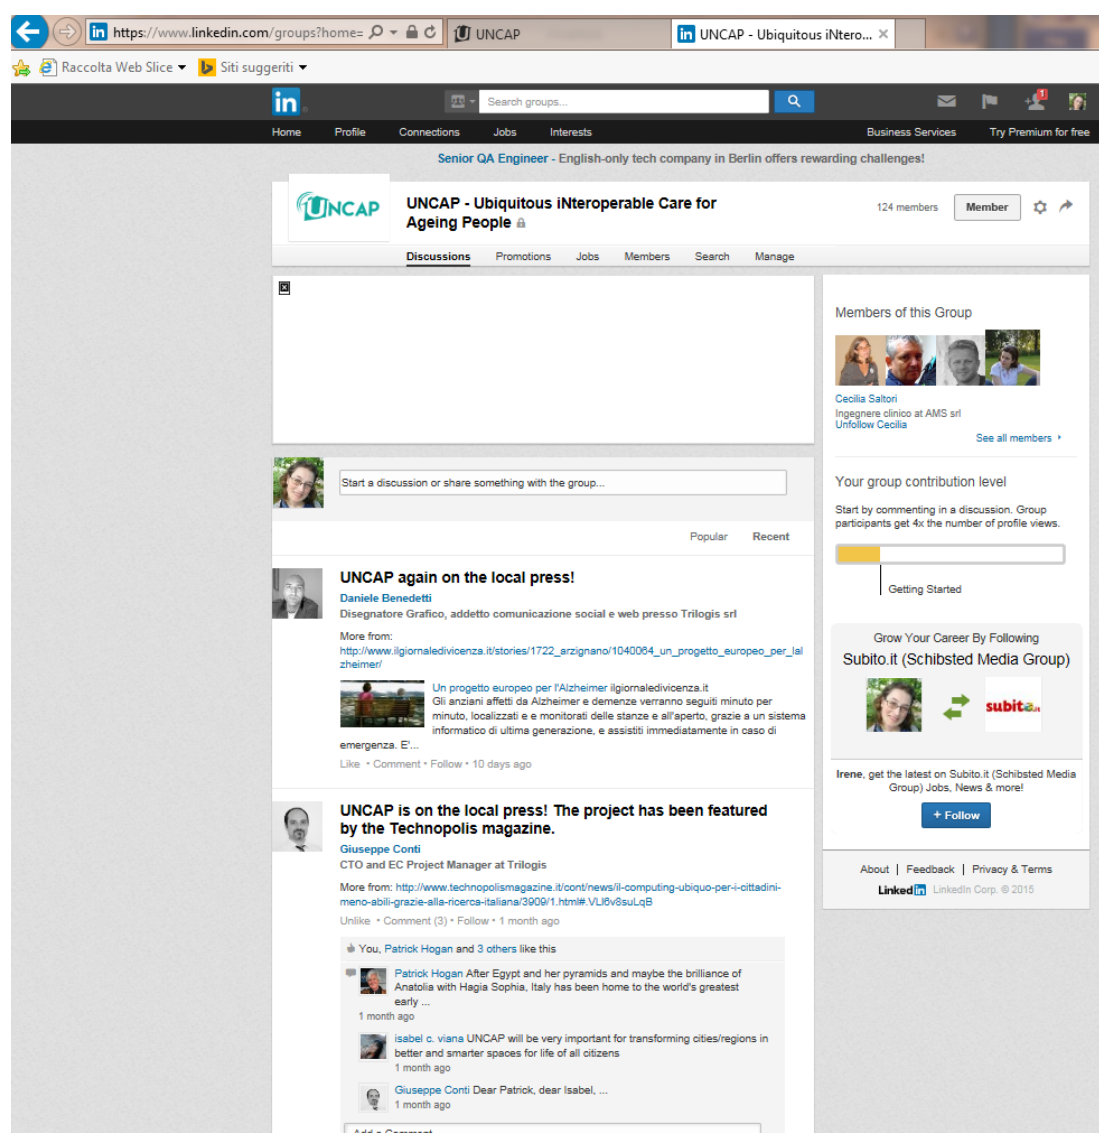 https://www.linkedin.com/groups?home=
UNCAP
UNCAP - Ubiquitous iNtero...
Raccolta Web Slice
Siti suggeriti
in
Search groups...
1
Home Profile Connections Jobs Interests Business Services Try Premium for free
Senior QA Engineer - English-only tech company in Berlin offers rewarding challenges!
UNCAP
UNCAP - Ubiquitous iNteroperable Care for
Ageing People
124 members
Member
Discussions Promotions Jobs Members Search Manage
Start a discussion or share something with the group...
Popular Recent
UNCAP again on the local press!
Daniele Benedetti
Disegnatore Grafico, addetto comunicazione social e web presso Trilogis srl
More from:
http://www.ilgiornaledivicenza.it/stories/1722_arzignano/1040064_un_progetto_europeo_per_lal
zheimer/
Un progetto europeo per l'Alzheimer ilgiornaledivicenza.it
Gli anziani affetti da Alzheimer e demenze verranno seguiti minuto per
minuto, localizzati e e monitorati delle stanze e all'aperto, grazie a un sistema
informatico di ultima generazione, e assistiti immediatamente in caso di
emergenza. E'...
Like • Comment • Follow • 10 days ago
UNCAP is on the local press! The project has been featured
by the Technopolis magazine.
Giuseppe Conti
CTO and EC Project Manager at Trilogis
More from: http://www.technopolismagazine.it/cont/news/il-computing-ubiquo-per-i-cittadini-
meno-abili-grazie-alla-ricerca-italiana/3909/1.html#.VLl6v8suLqB
Unlike • Comment (3) • Follow • 1 month ago
You, Patrick Hogan and 3 others like this
Patrick Hogan After Egypt and her pyramids and maybe the brilliance of
Anatolia with Hagia Sophia, Italy has been home to the world's greatest
early ...
1 month ago
isabel c. viana UNCAP will be very important for transforming cities/regions in
better and smarter spaces for life of all citizens
1 month ago
Giuseppe Conti Dear Patrick, dear Isabel, ...
1 month ago
Add a Comment
Members of this Group
Cecilia Saltori
Ingegnere clinico at AMS srl
Unfollow Cecilia
See all members
Your group contribution level
Start by commenting in a discussion. Group
participants get 4x the number of profile views.
Getting Started
Grow Your Career By Following
Subito.it (Schibsted Media Group)
subito.it
Irene, get the latest on Subito.it (Schibsted Media
Group) Jobs, News & more!
+ Follow
About | Feedback | Privacy & Terms
Linked in LinkedIn Corp. © 2015